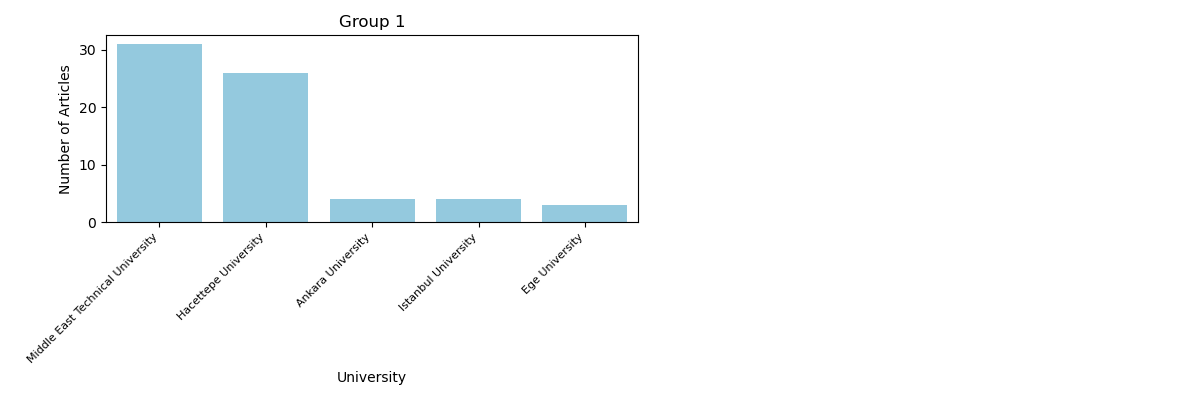 Group 1
Number of Articles
30
20
10
0
Middle East Technical University
Hacettepe University
Ankara University
Istanbul University
Ege University
University